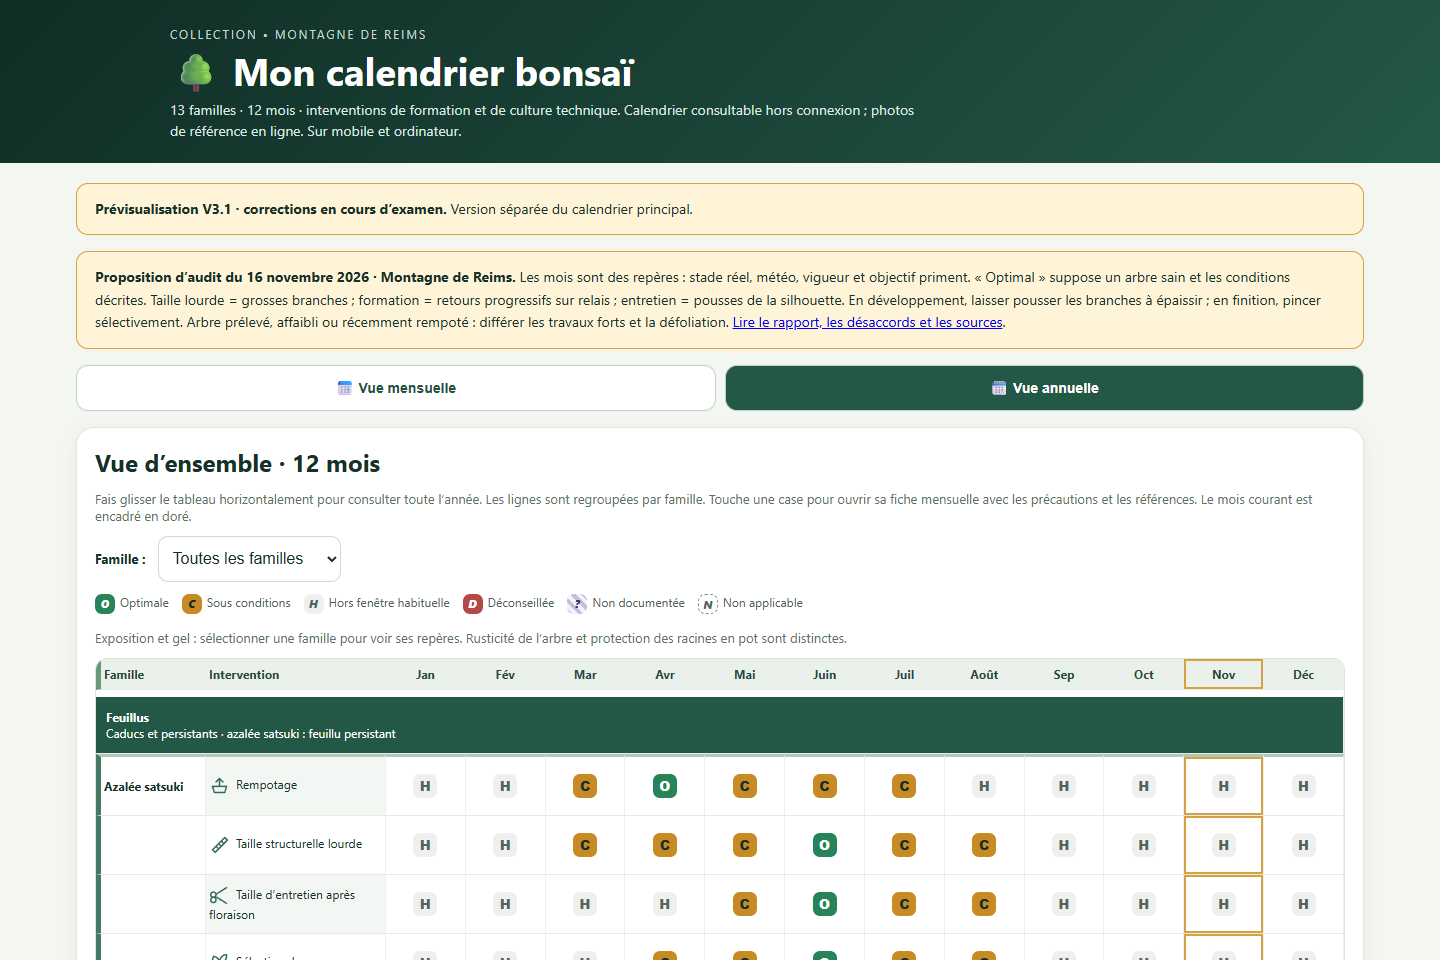 COLLECTION • MONTAGNE DE REIMS
Mon calendrier bonsaï
13 familles · 12 mois · interventions de formation et de culture technique. Calendrier consultable hors connexion ; photos
de référence en ligne. Sur mobile et ordinateur.
Prévisualisation V3.1 · corrections en cours d’examen. Version séparée du calendrier principal.
Proposition d’audit du 16 novembre 2026 · Montagne de Reims. Les mois sont des repères : stade réel, météo, vigueur et objectif priment. « Optimal » suppose un arbre sain et les conditions
décrites. Taille lourde = grosses branches ; formation = retours progressifs sur relais ; entretien = pousses de la silhouette. En développement, laisser pousser les branches à épaissir ; en finition, pincer
sélectivement. Arbre prélevé, affaibli ou récemment rempoté : différer les travaux forts et la défoliation. Lire le rapport, les désaccords et les sources.
Vue mensuelle
Vue annuelle
Vue d’ensemble · 12 mois
Fais glisser le tableau horizontalement pour consulter toute l’année. Les lignes sont regroupées par famille. Touche une case pour ouvrir sa fiche mensuelle avec les précautions et les références. Le mois courant est
encadré en doré.
Famille : Toutes les familles
O Optimale C Sous conditions H Hors fenêtre habituelle D Déconseillée ? Non documentée N Non applicable
Exposition et gel : sélectionner une famille pour voir ses repères. Rusticité de l’arbre et protection des racines en pot sont distinctes.
Famille Intervention Jan Fév Mar Avr Mai Juin Juil Août Sep Oct Nov Déc
Feuillus
Caducs et persistants · azalée satsuki : feuillu persistant
Azalée satsuki Rempotage H H C O C C C H H H H H
Taille structurelle lourde H H C C C O C C H H H H
Taille d’entretien après
floraison H H H H C O C C H H H H